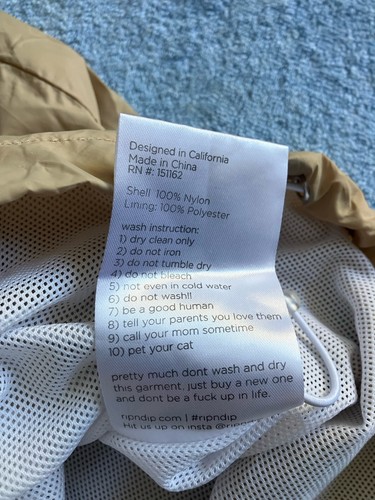 Designed in California
Made in China
RN #: 151162
Shell: 100% Nylon
Lining: 100% Polyester
wash instruction:
1) dry clean only
2) do not iron
3) do not tumble dry
4) do not bleach
5) not even in cold water
6) do not wash!!
7) be a good human
8) tell your parents you love them
9) call your mom sometime
10) pet your cat
pretty much dont wash and dry
this garment, just buy a new one
and dont be a fuck up in life.
ripndip.com | #ripndip
Hit us up on insta